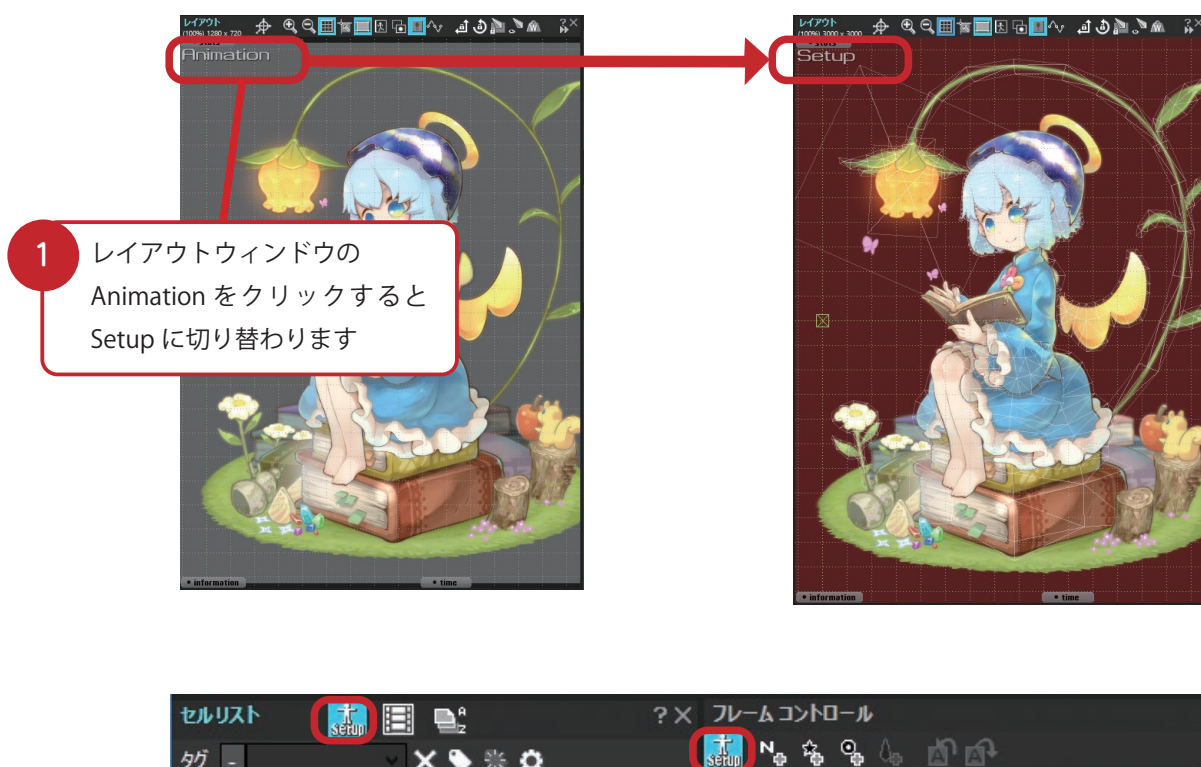 レイアウト
(100%) 1280 x 720
Animation
レイアウト
(100%) 3000 x 3000
• stats
Setup
1
レイアウトウィンドウの
Animation をクリックすると
Setup に切り替わります
• information
• time
• information
• time
セルリスト
setup
A
Z
? ×
フレーム コントロール
タグ
-
setup
N
A
A